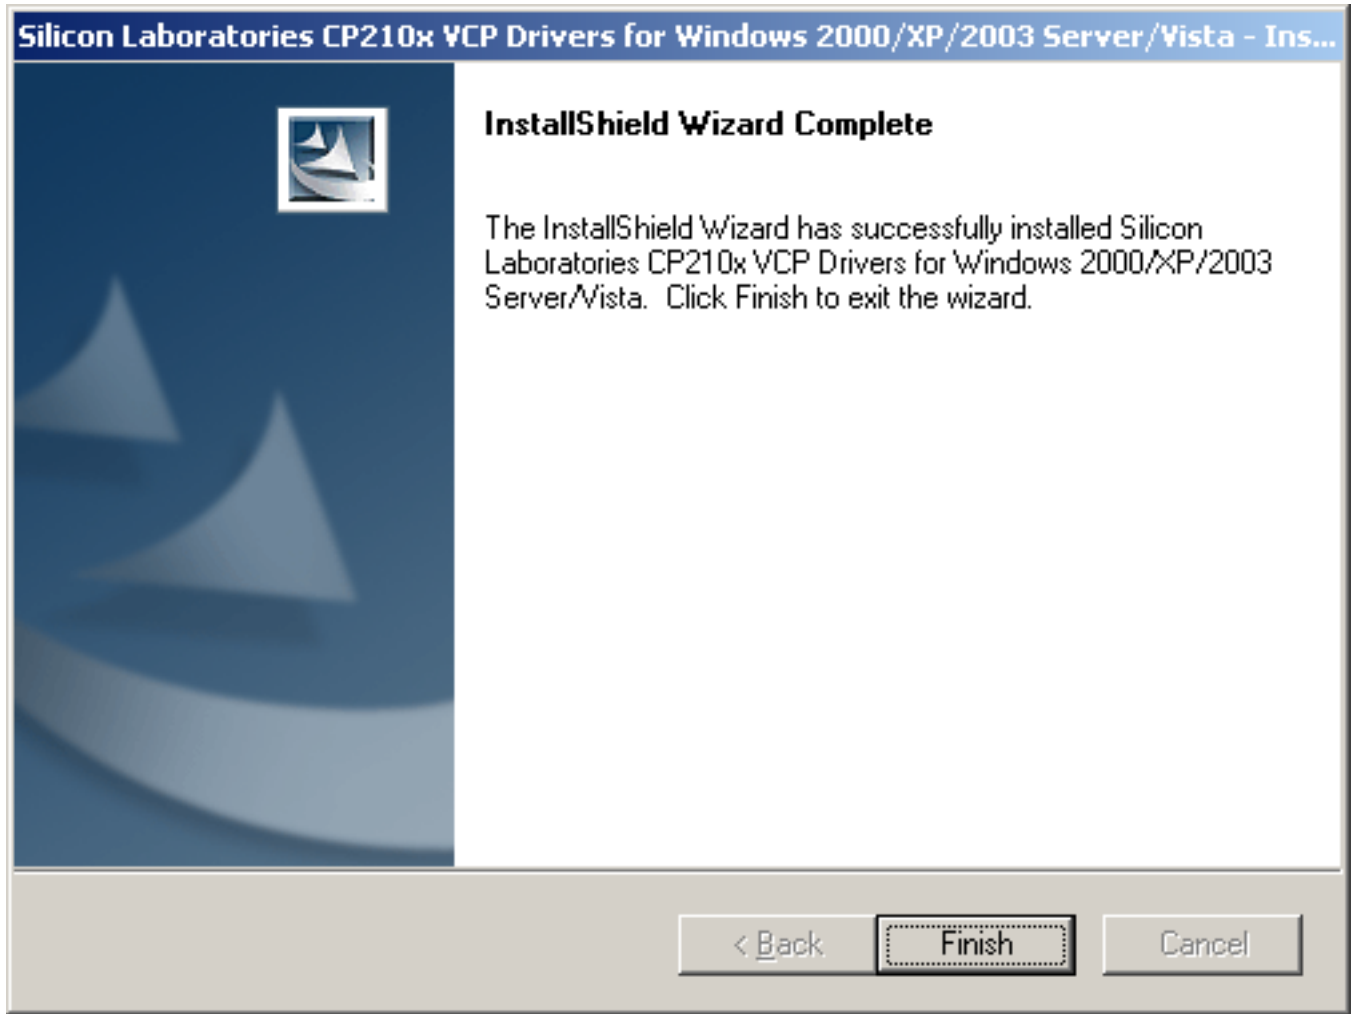 Silicon Laboratories CP210x VCP Drivers for Windows 2000/XP/2003 Server/Vista - Ins...
InstallShield Wizard Complete
The InstallShield Wizard has successfully installed Silicon
Laboratories CP210x VCP Drivers for Windows 2000/XP/2003
Server/Vista.  Click Finish to exit the wizard.
< Back
Finish
Cancel